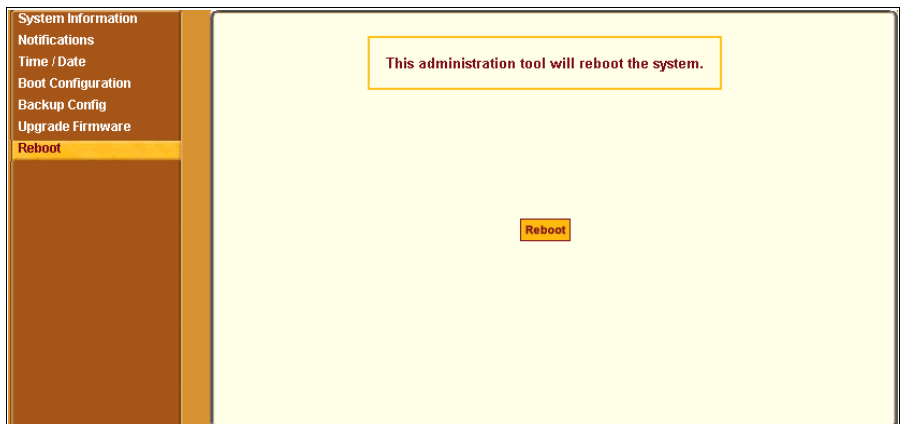 System Information
Notifications
Time / Date
Boot Configuration
Backup Config
Upgrade Firmware
Reboot
This administration tool will reboot the system.
Reboot